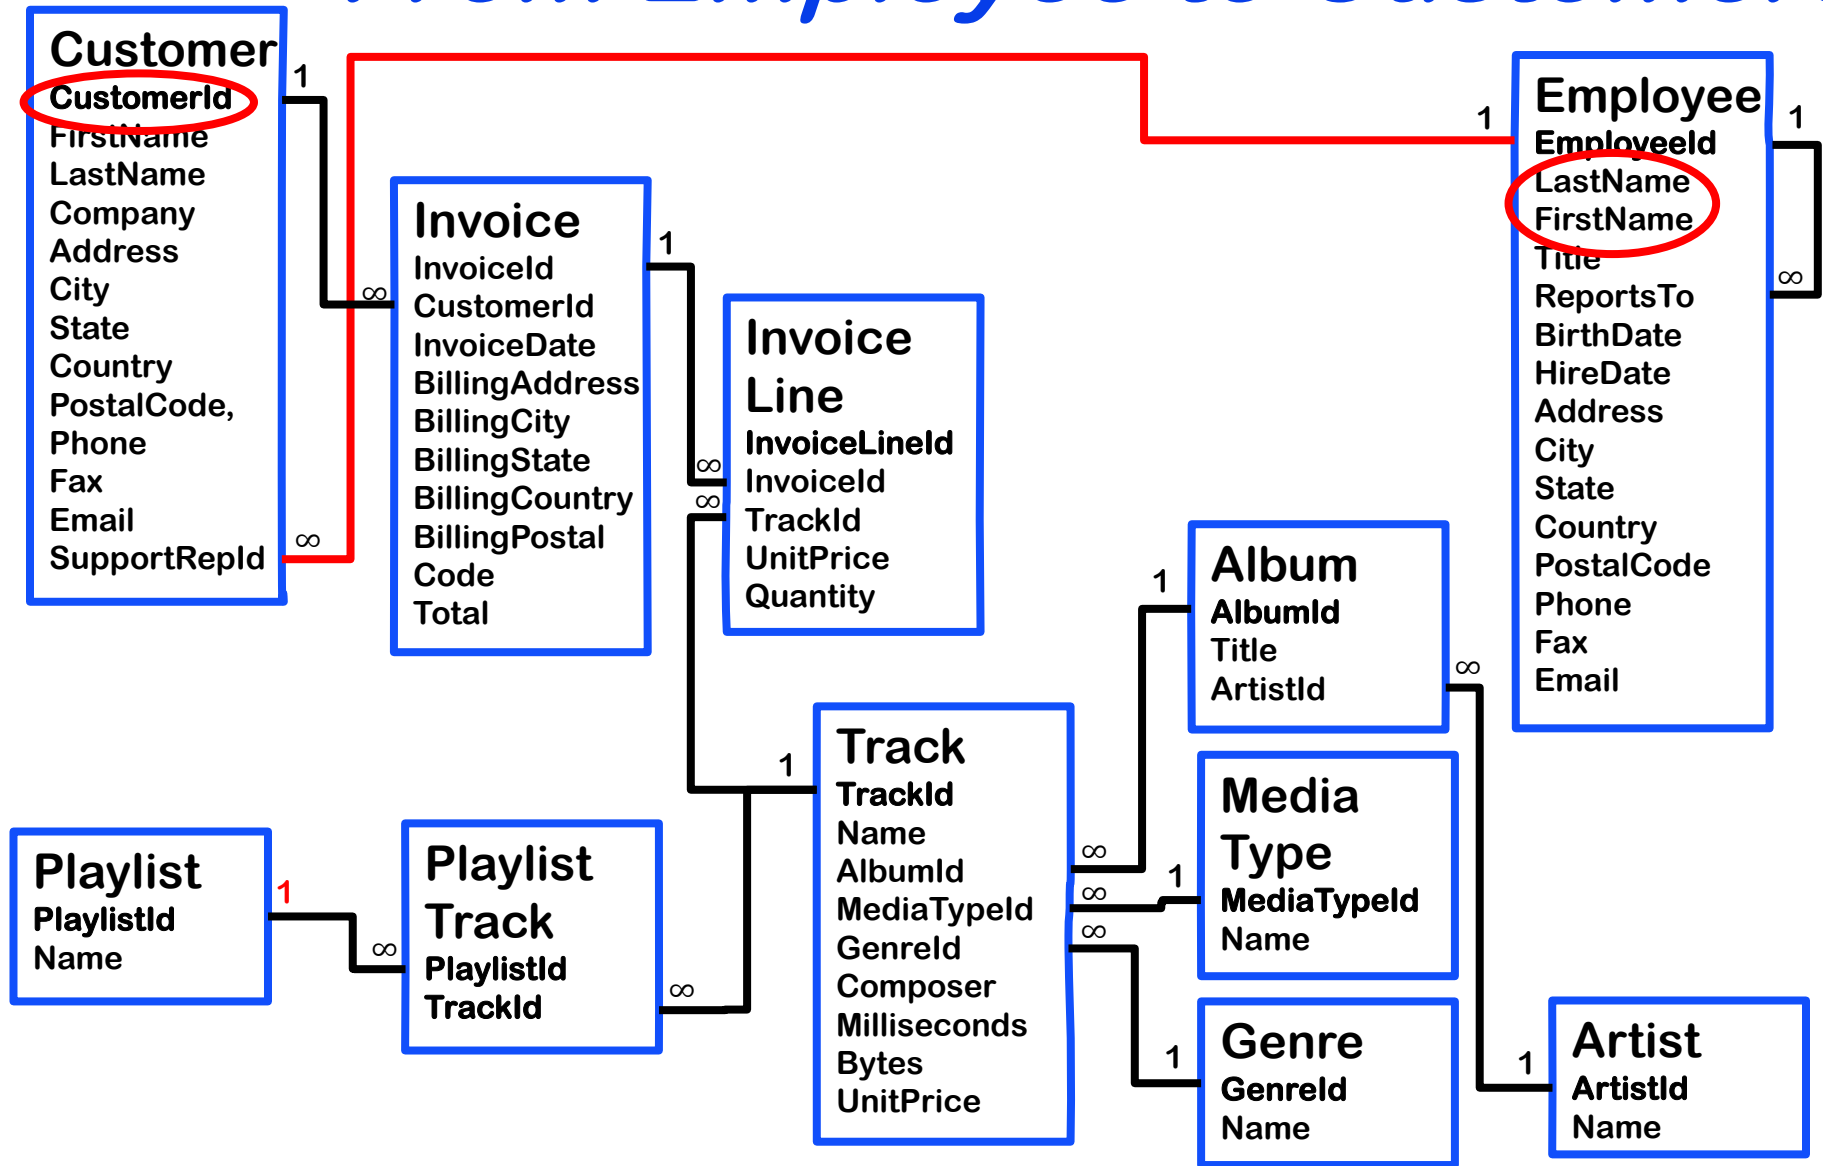 From Employee to Customer
Customer
CustomerId
FirstName
LastName
Company
Address
City
State
Country
PostalCode,
Phone
Fax
Email
SupportRepId
1
∞
Invoice
InvoiceId
CustomerId
InvoiceDate
BillingAddress
BillingCity
BillingState
BillingCountry
BillingPostal
Code
Total
∞
1
Invoice
Line
InvoiceLineId
InvoiceId
TrackId
UnitPrice
Quantity
∞
∞
Employee
EmployeeId
LastName
FirstName
Title
ReportsTo
BirthDate
HireDate
Address
City
State
Country
PostalCode
Phone
Fax
Email
1
1
∞
Album
AlbumId
Title
ArtistId
1
∞
Track
TrackId
Name
AlbumId
MediaTypeId
GenreId
Composer
Milliseconds
Bytes
UnitPrice
1
∞
∞
∞
Media
Type
MediaTypeId
Name
1
Playlist
PlaylistId
Name
1
Playlist
Track
PlaylistId
TrackId
∞
∞
Genre
GenreId
Name
1
Artist
ArtistId
Name
1